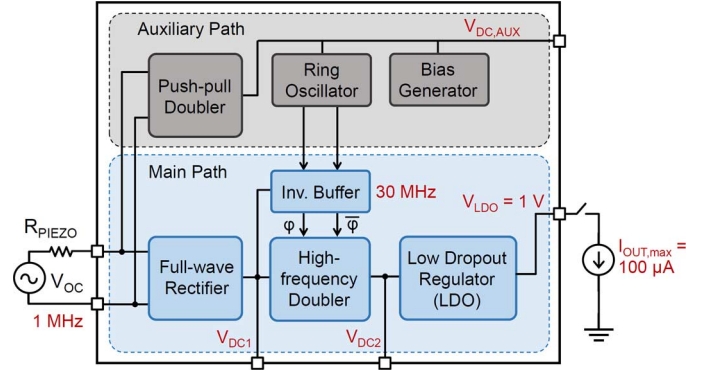 Auxiliary Path
V_DC,AUX
Push-pull
Doubler
Ring
Oscillator
Bias
Generator
Main Path
Inv. Buffer
30 MHz
V_LDO = 1 V
φ
φ̅
R_PIEZO
V_OC
1 MHz
Full-wave
Rectifier
High-
frequency
Doubler
Low Dropout
Regulator
(LDO)
I_OUT,max =
100 µA
V_DC1
V_DC2